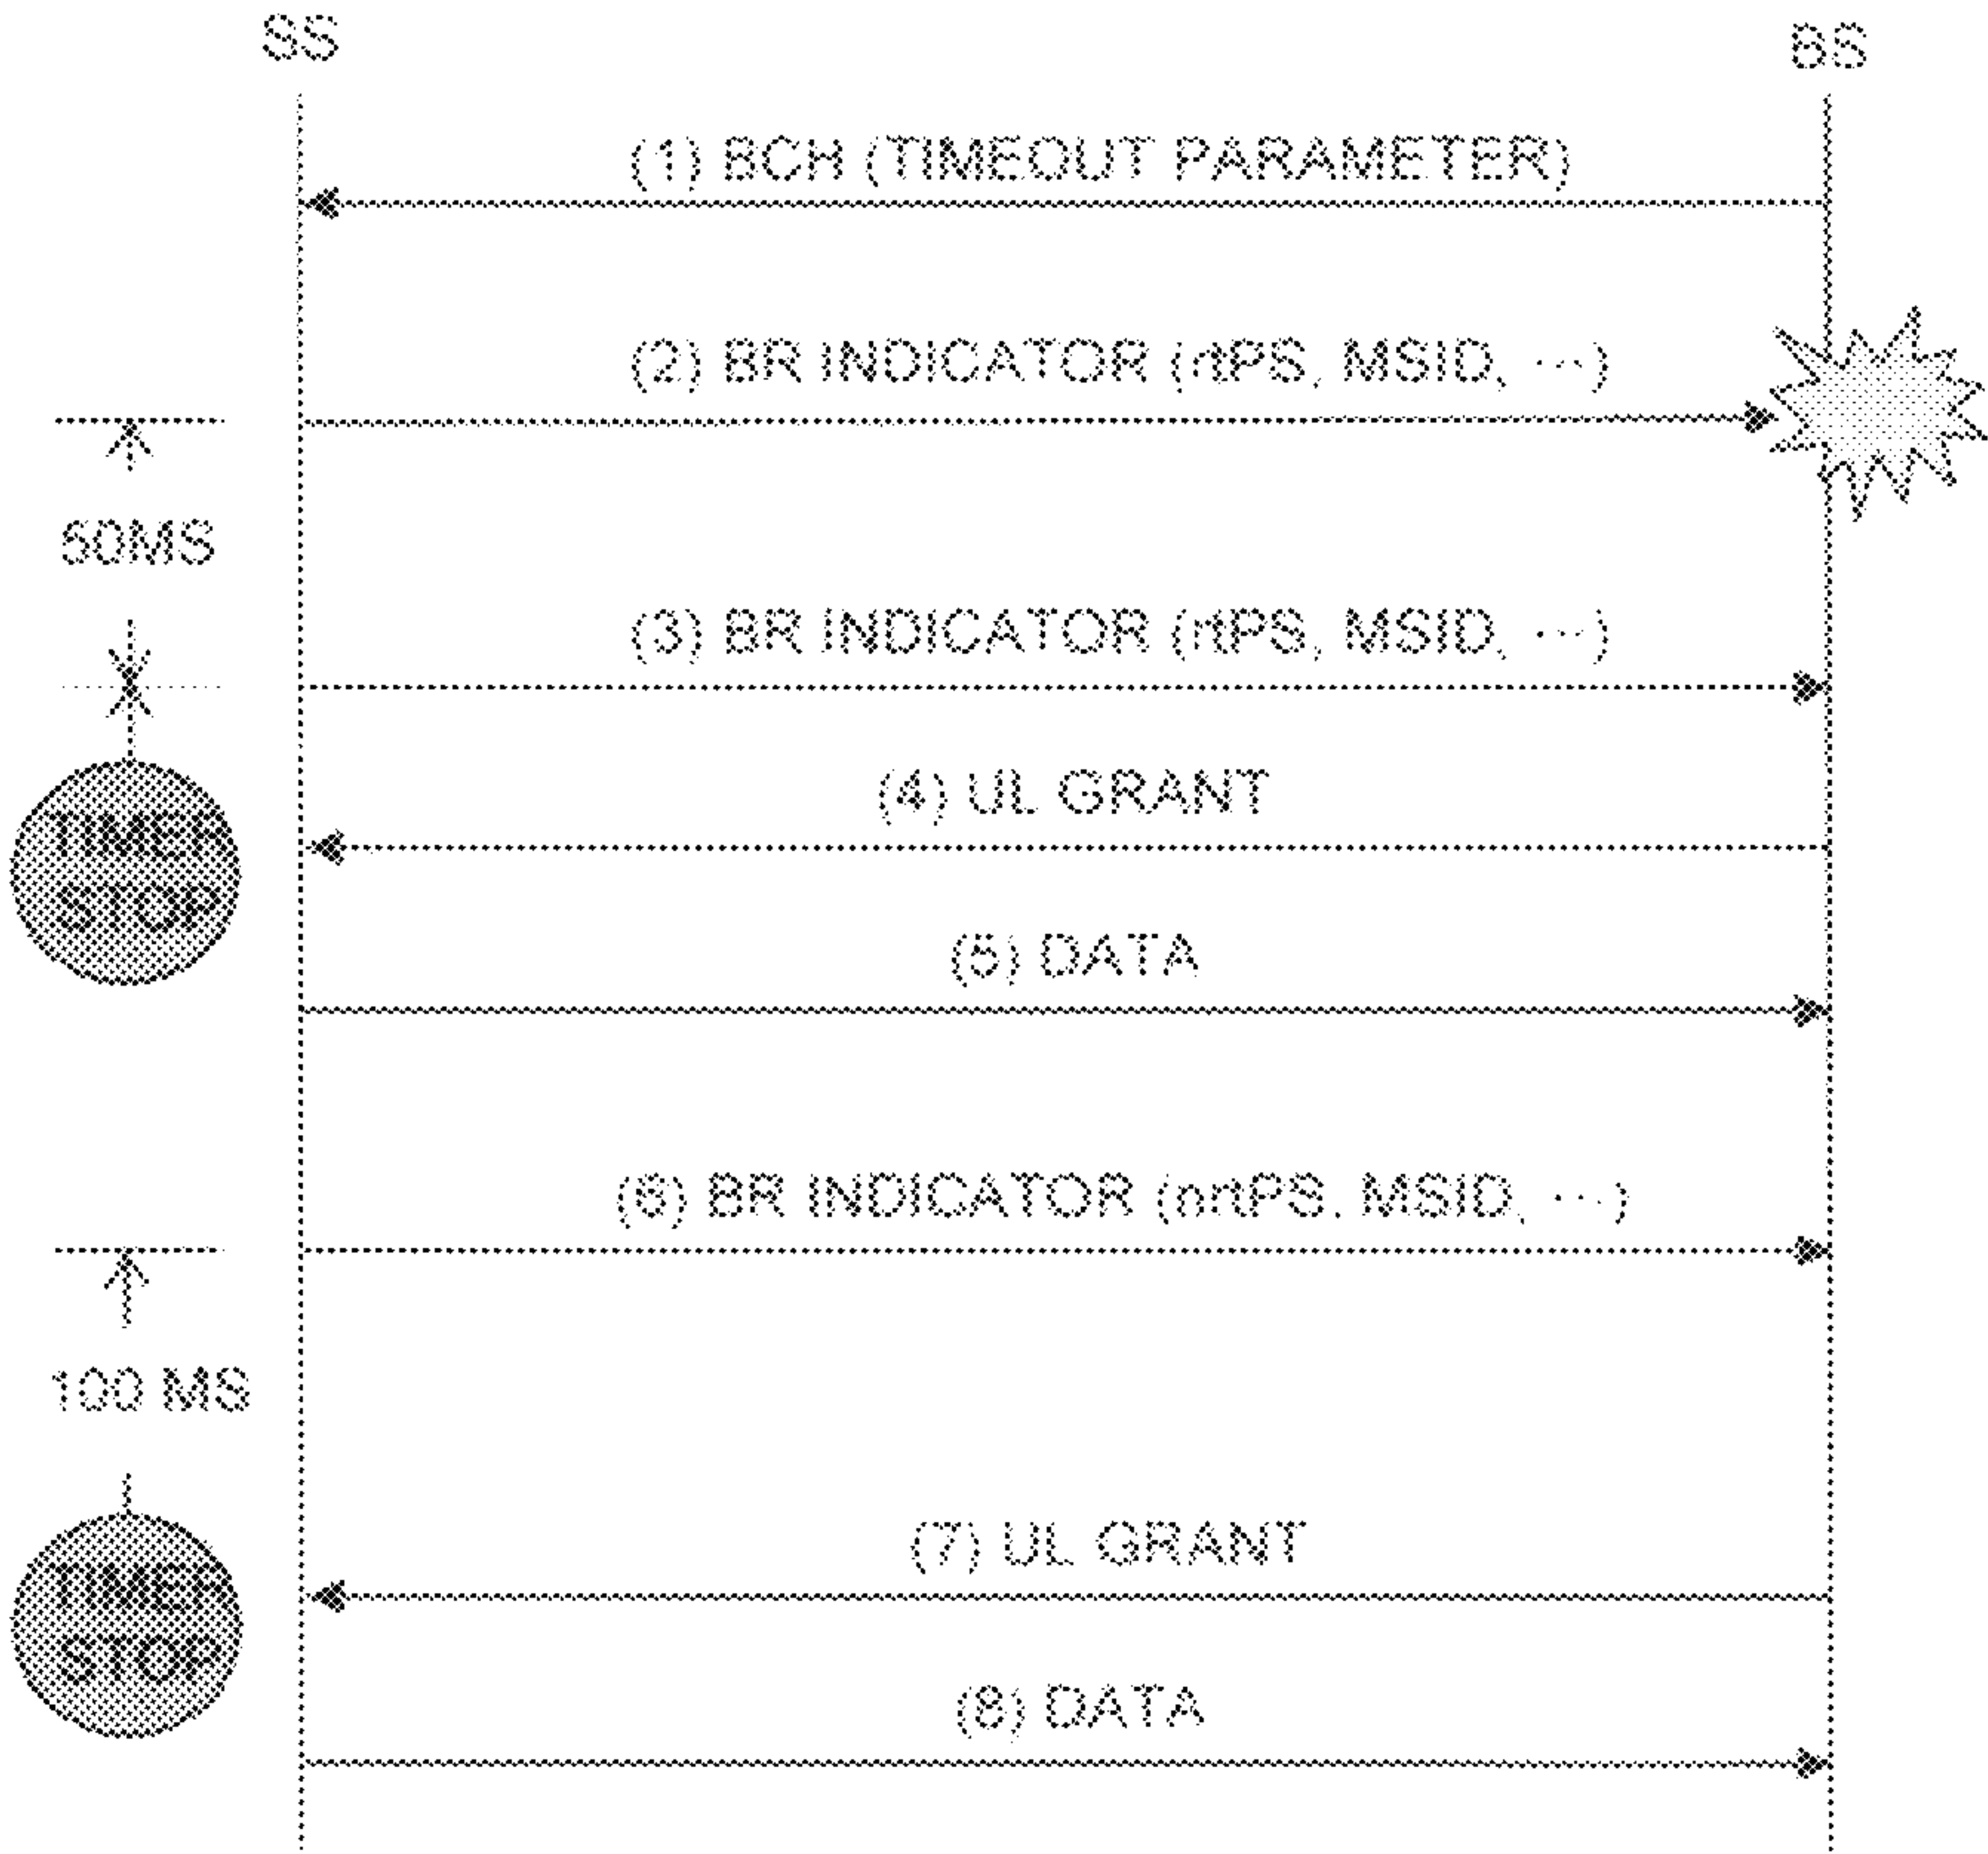 SS BS
(1) BCH (TIMEOUT PARAMETER)
(2) BR INDICATOR (rtPS, MSID, ···)
(3) BR INDICATOR (rtPS, MSID, ···)
(4) UL GRANT
TIMER
STOP
(5) DATA
(6) BR INDICATOR (nrtPS, MSID, ···)
100 MS
(7) UL GRANT
TIMER
STOP
(8) DATA